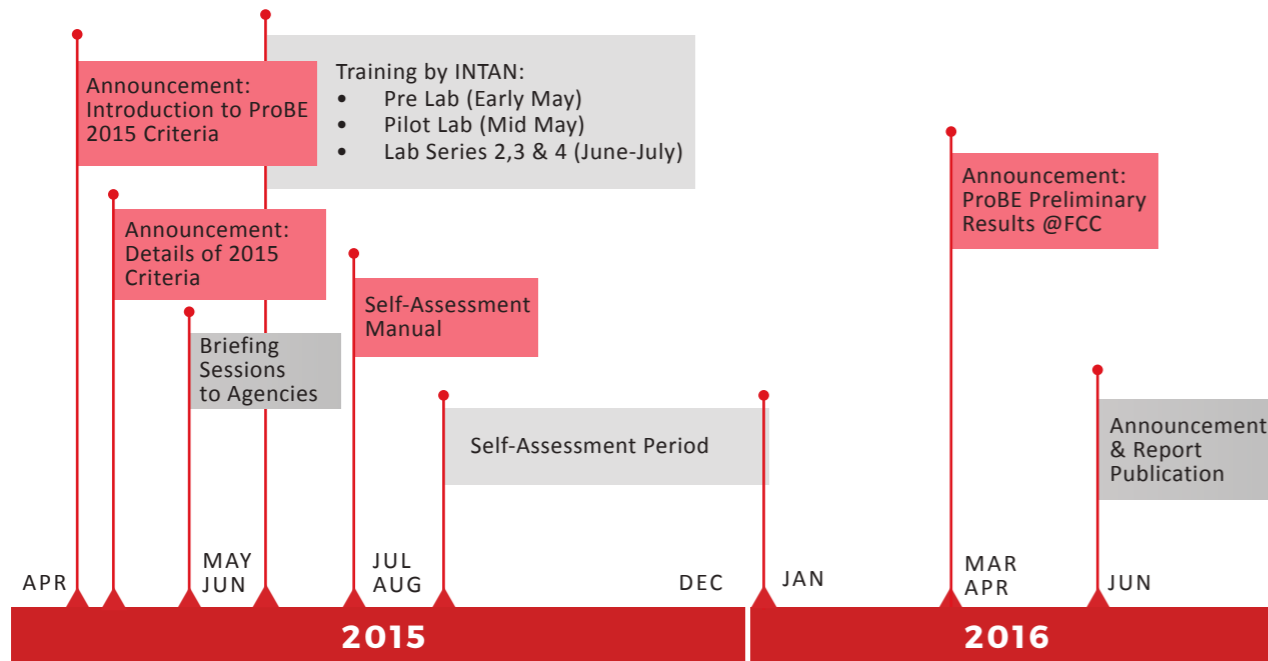 Announcement:
Introduction to ProBE
2015 Criteria
Training by INTAN:
• Pre Lab (Early May)
• Pilot Lab (Mid May)
• Lab Series 2,3 & 4 (June-July)
Announcement:
ProBE Preliminary
Results @FCC
Announcement:
Details of 2015
Criteria
Self-Assessment
Manual
Briefing
Sessions
to Agencies
Self-Assessment Period
Announcement
& Report
Publication
APR
MAY
JUN
JUL
AUG
DEC
JAN
MAR
APR
JUN
2015
2016